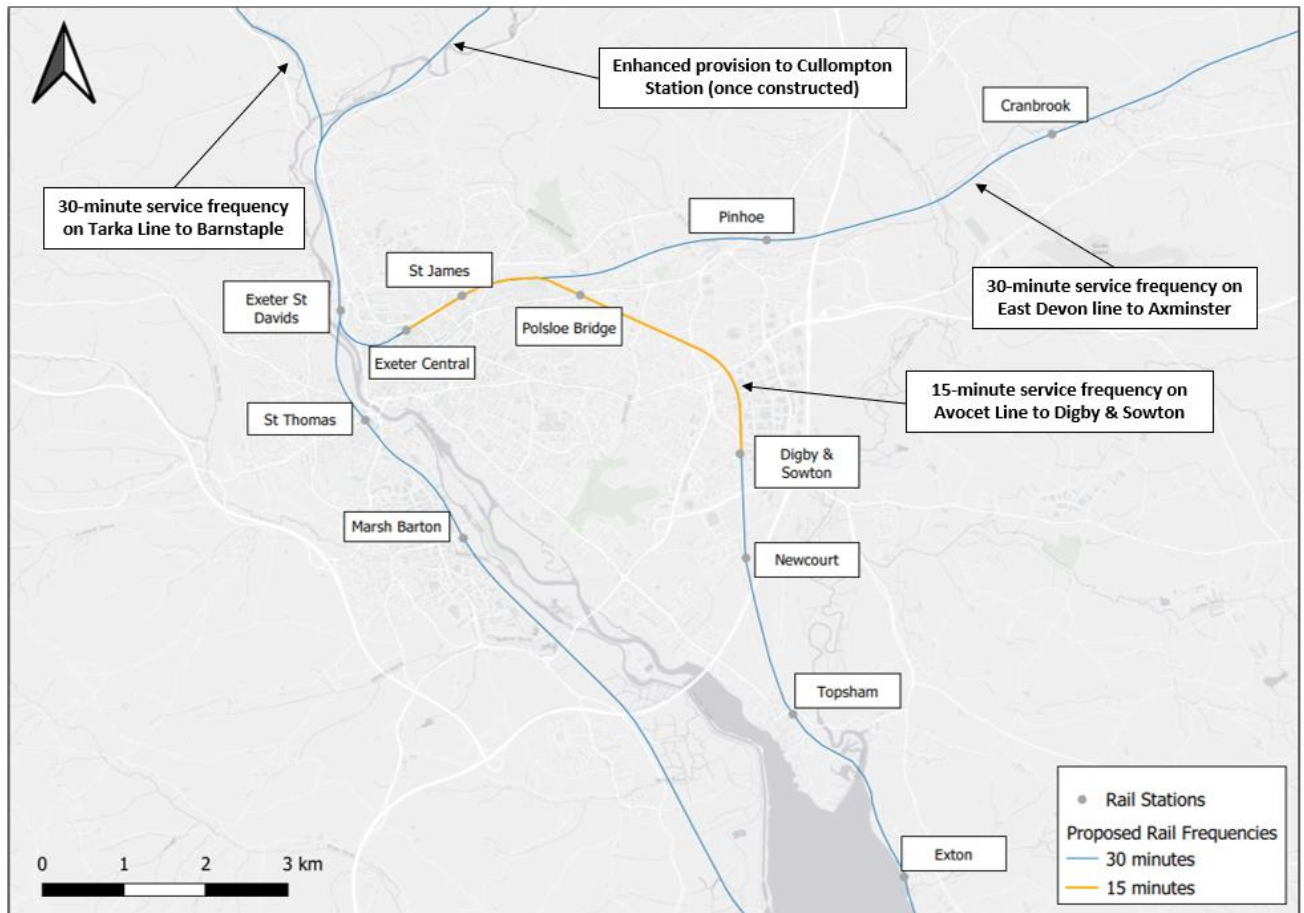 Enhanced provision to Cullompton
Station (once constructed)
Cranbrook
30-minute service frequency
on Tarka Line to Barnstaple
Pinhoe
St James
30-minute service frequency on
East Devon line to Axminster
Exeter St
Davids
Polsloe Bridge
Exeter Central
15-minute service frequency on
Avocet Line to Digby & Sowton
St Thomas
Digby &
Sowton
Marsh Barton
Newcourt
Topsham
Exton
Rail Stations
Proposed Rail Frequencies
30 minutes
15 minutes
0 1 2 3 km